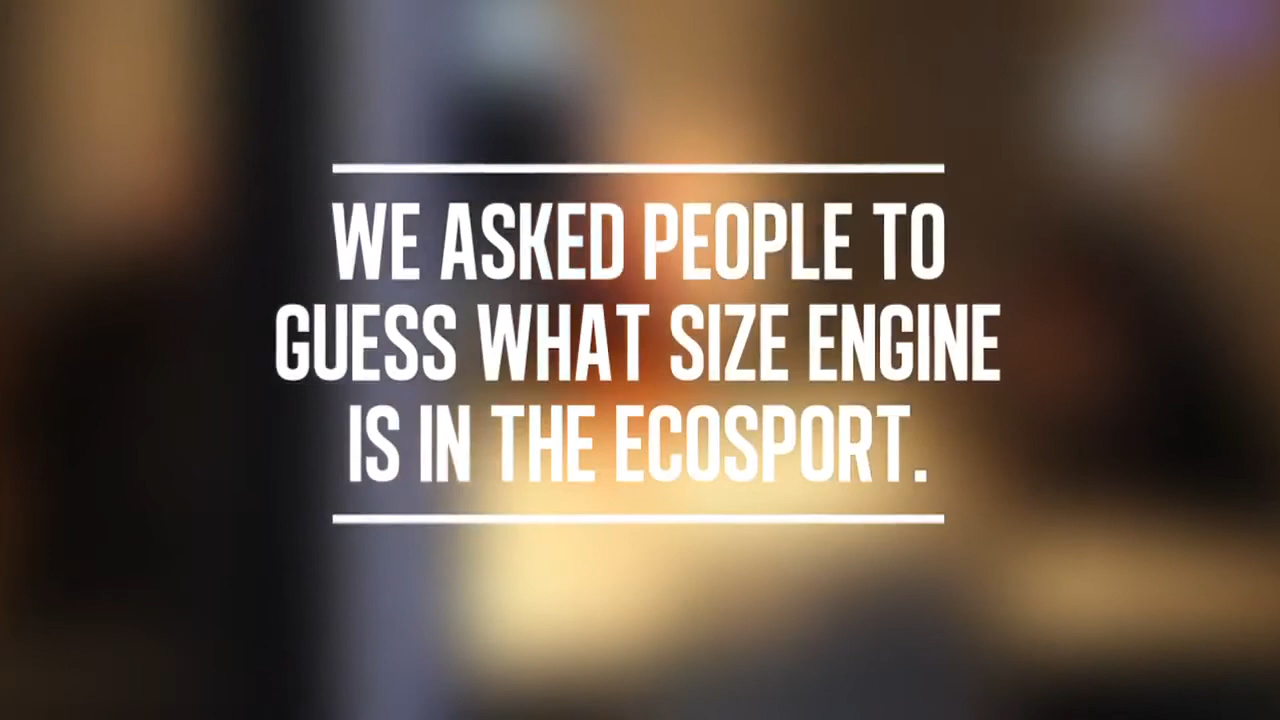 WE ASKED PEOPLE TO
GUESS WHAT SIZE ENGINE
IS IN THE ECOSPORT.